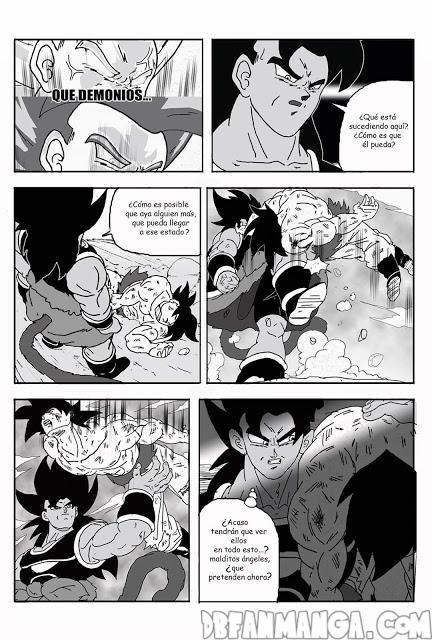 QUE DEMONIOS...
¿Qué está
sucediendo aquí?
¿Cómo es que
él pueda?
¿Cómo es posible
que aya alguien más,
que pueda llegar
a ese estado?
¿Acaso
tendrán que ver
ellos
en todo esto...?
malditos ángeles,
¿que
pretenden ahora?
DBFANMANGA.COM